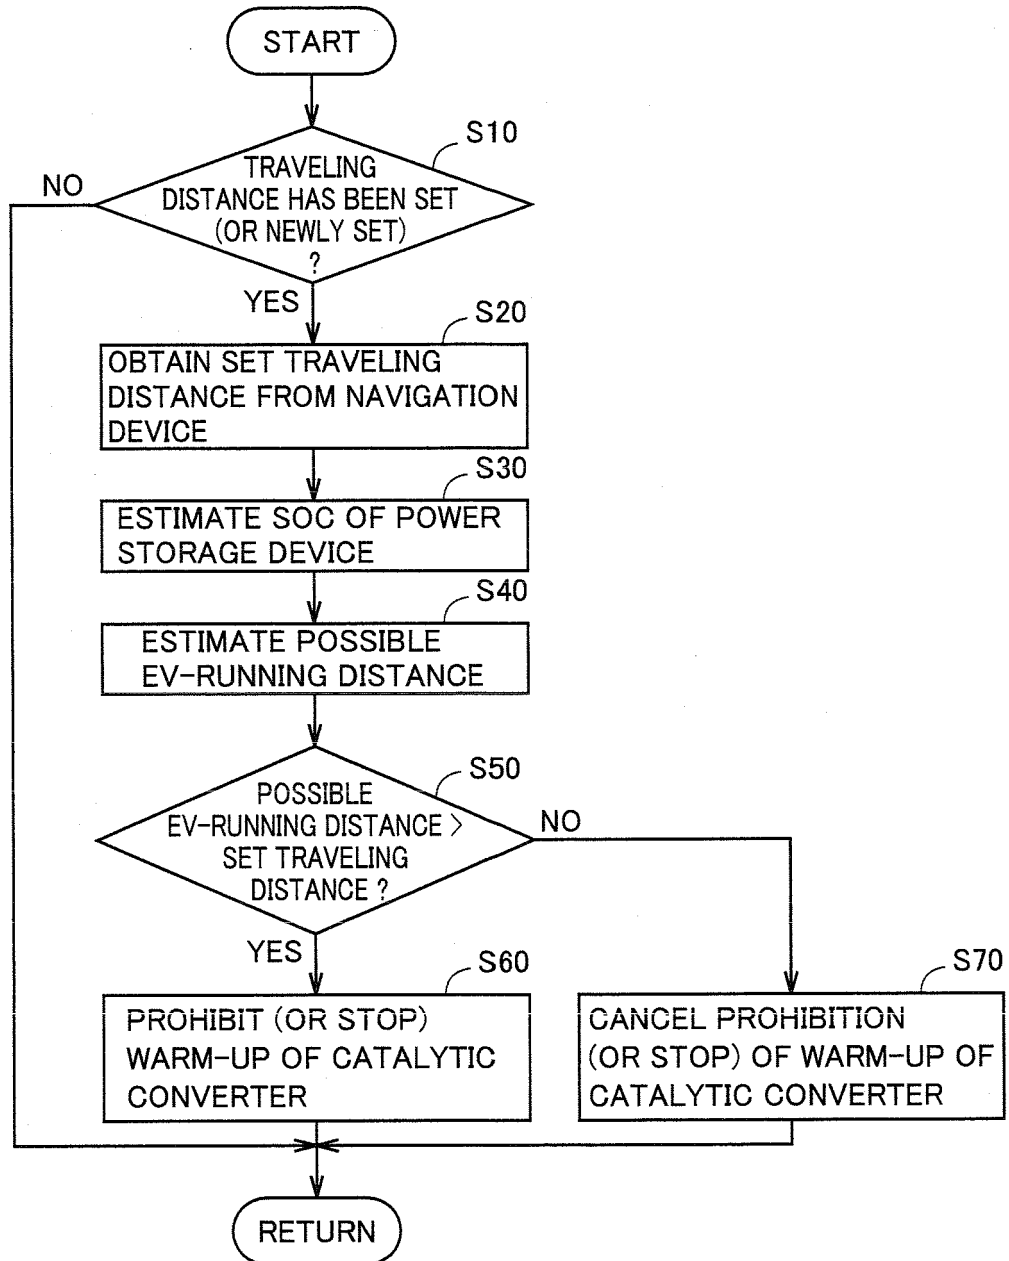 START
S10
TRAVELING
DISTANCE HAS BEEN SET
(OR NEWLY SET)
?
NO
YES
S20
OBTAIN SET TRAVELING
DISTANCE FROM NAVIGATION
DEVICE
S30
ESTIMATE SOC OF POWER
STORAGE DEVICE
S40
ESTIMATE POSSIBLE
EV-RUNNING DISTANCE
S50
POSSIBLE
EV-RUNNING DISTANCE >
SET TRAVELING
DISTANCE ?
NO
YES
S60
PROHIBIT (OR STOP)
WARM-UP OF CATALYTIC
CONVERTER
S70
CANCEL PROHIBITION
(OR STOP) OF WARM-UP OF
CATALYTIC CONVERTER
RETURN